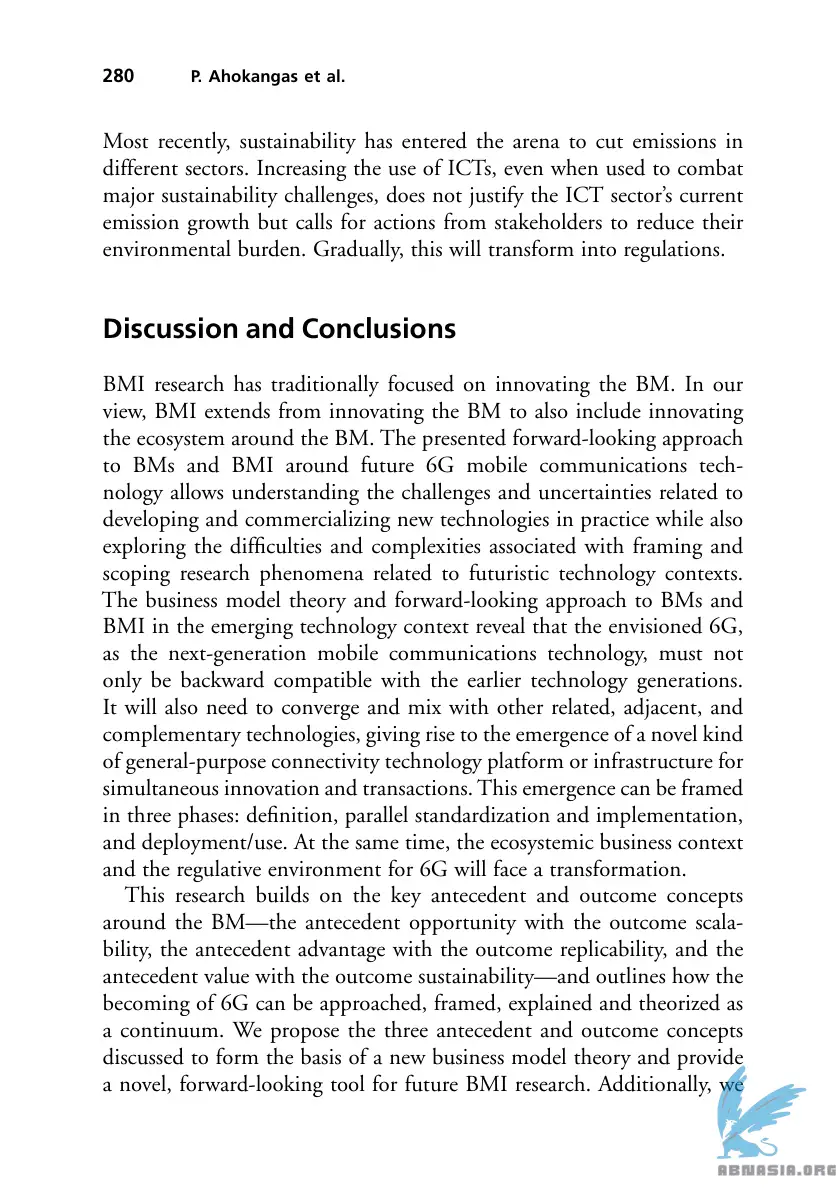 280 P. Ahokangas et al.
Most recently, sustainability has entered the arena to cut emissions in
different sectors. Increasing the use of ICTs, even when used to combat
major sustainability challenges, does not justify the ICT sector's current
emission growth but calls for actions from stakeholders to reduce their
environmental burden. Gradually, this will transform into regulations.
Discussion and Conclusions
BMI research has traditionally focused on innovating the BM. In our
view, BMI extends from innovating the BM to also include innovating
the ecosystem around the BM. The presented forward-looking approach
to BMs and BMI around future 6G mobile communications tech-
nology allows understanding the challenges and uncertainties related to
developing and commercializing new technologies in practice while also
exploring the difficulties and complexities associated with framing and
scoping research phenomena related to futuristic technology contexts.
The business model theory and forward-looking approach to BMs and
BMI in the emerging technology context reveal that the envisioned 6G,
as the next-generation mobile communications technology, must not
only be backward compatible with the earlier technology generations.
It will also need to converge and mix with other related, adjacent, and
complementary technologies, giving rise to the emergence of a novel kind
of general-purpose connectivity technology platform or infrastructure for
simultaneous innovation and transactions. This emergence can be framed
in three phases: definition, parallel standardization and implementation,
and deployment/use. At the same time, the ecosystemic business context
and the regulative environment for 6G will face a transformation.
This research builds on the key antecedent and outcome concepts
around the BM—the antecedent opportunity with the outcome scala-
bility, the antecedent advantage with the outcome replicability, and the
antecedent value with the outcome sustainability—and outlines how the
becoming of 6G can be approached, framed, explained and theorized as
a continuum. We propose the three antecedent and outcome concepts
discussed to form the basis of a new business model theory and provide
a novel, forward-looking tool for future BMI research. Additionally, we
ABNASIA.ORG